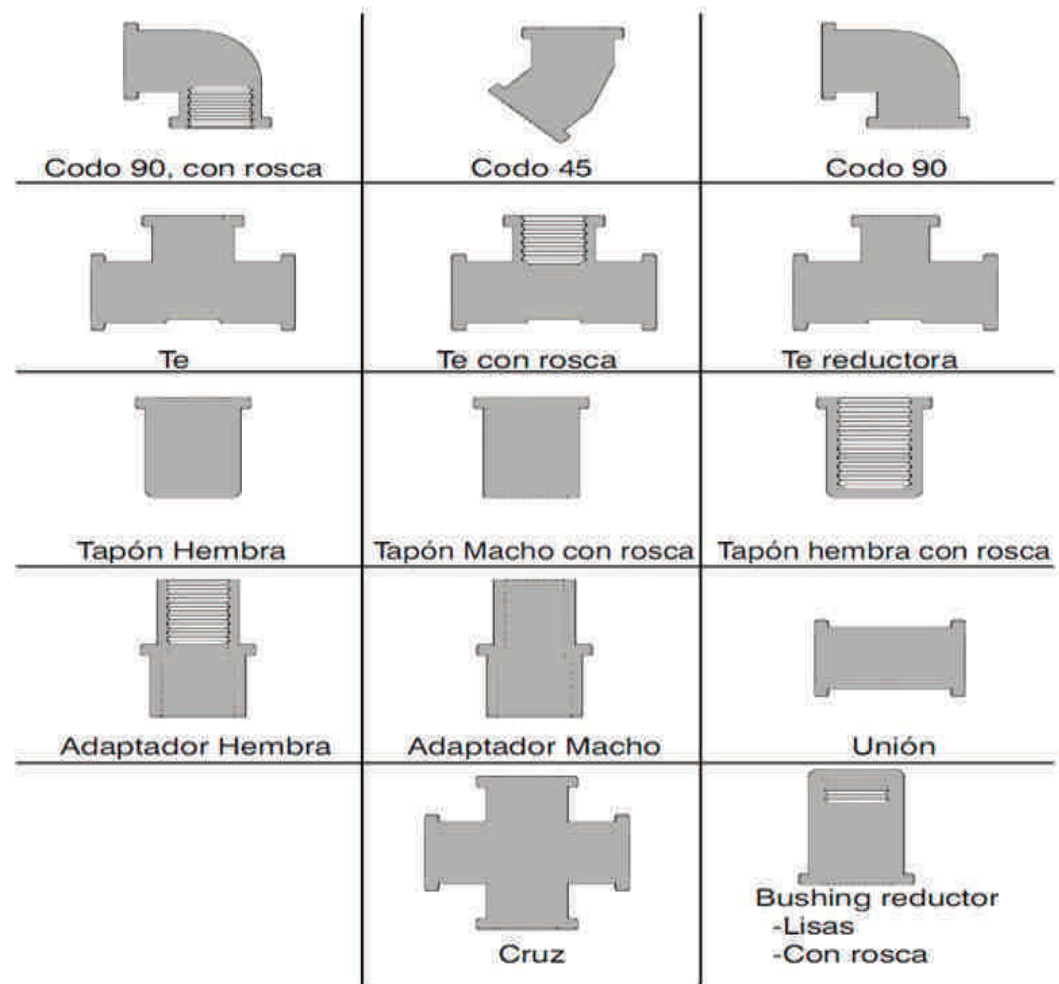 Codo 90, con rosca
Codo 45
Codo 90
Te
Te con rosca
Te reductora
Tapón Hembra
Tapón Macho con rosca
Tapón hembra con rosca
Adaptador Hembra
Adaptador Macho
Unión
Cruz
Bushing reductor
-Lisas
-Con rosca